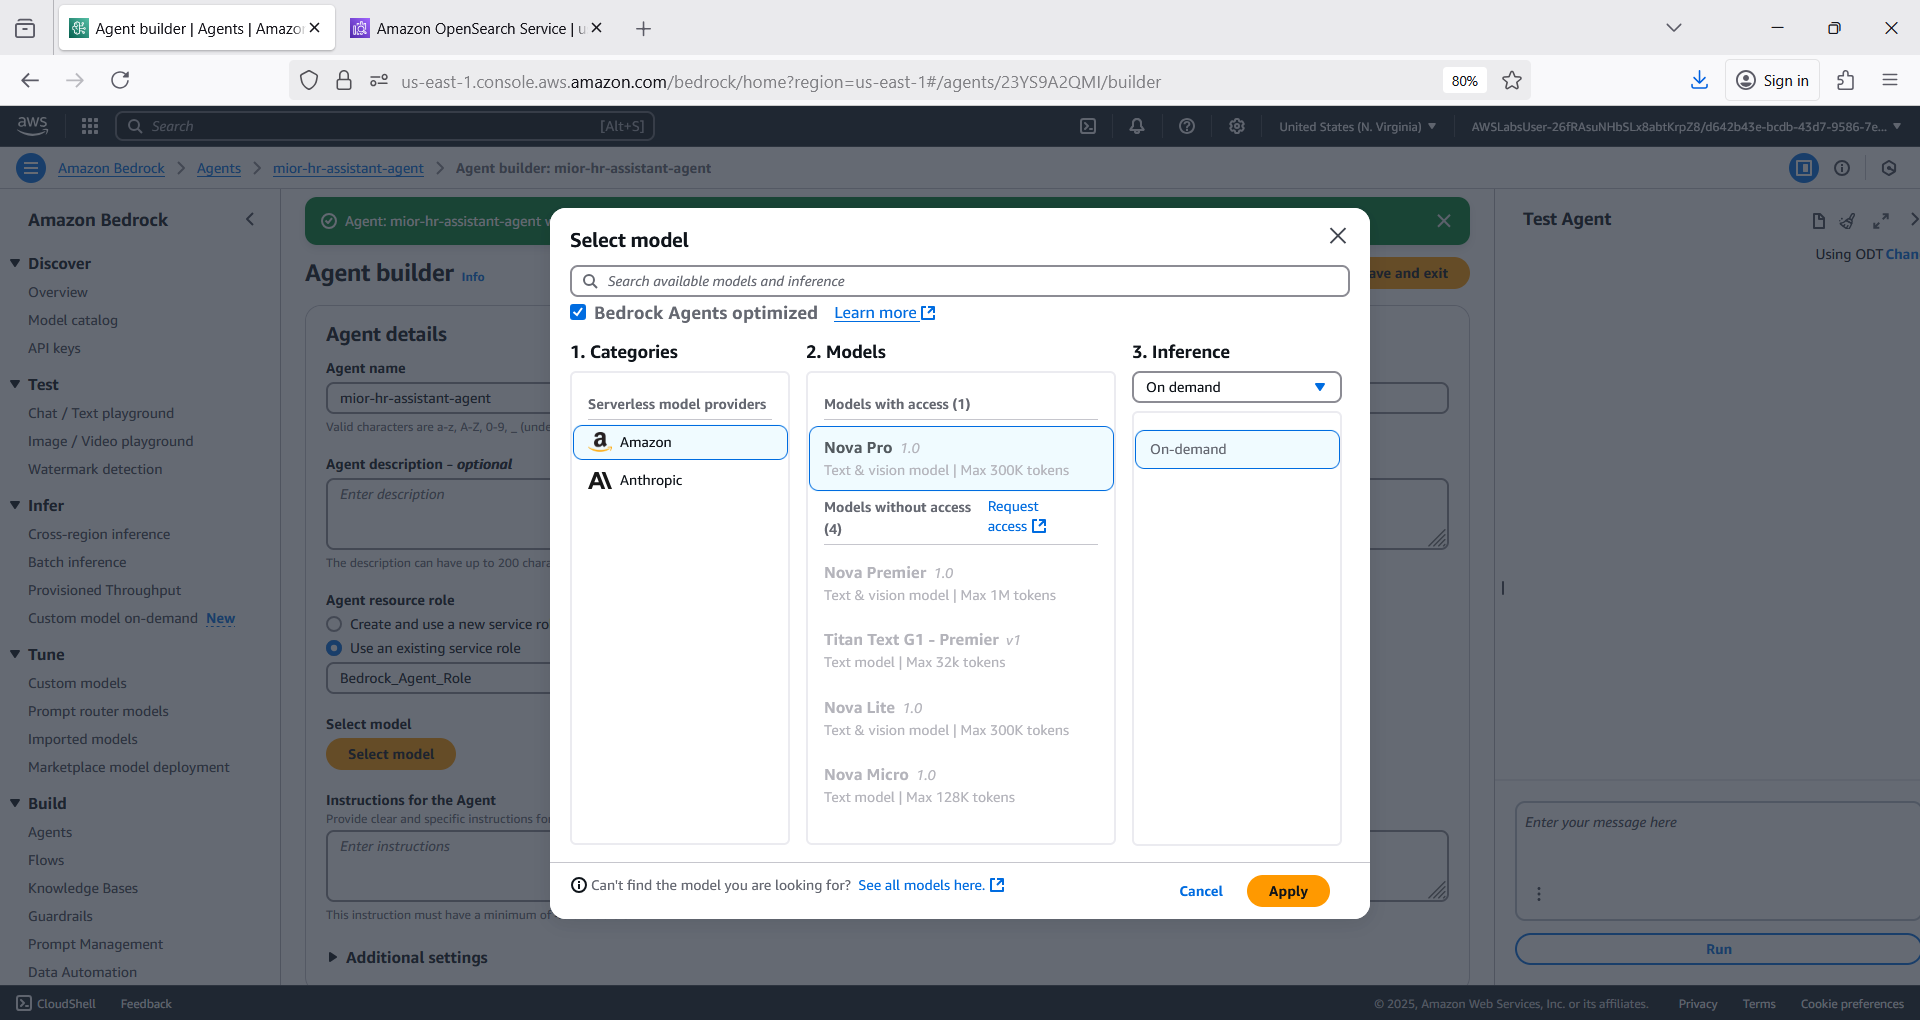 Agent builder | Agents | Amazo
Amazon OpenSearch Service | u
us-east-1.console.aws.amazon.com/bedrock/home?region=us-east-1#/agents/23YS9A2QMI/builder
80%
Sign in
aws
Search
[Alt+S]
United States (N. Virginia)
AWSLabsUser-26fRAsuNHbSLx8abtKrpZ8/d642b43e-bcdb-43d7-9586-7e...
Amazon Bedrock
Agents
mior-hr-assistant-agent
Agent builder: mior-hr-assistant-agent
Amazon Bedrock
Discover
Overview
Model catalog
API keys
Test
Chat / Text playground
Image / Video playground
Watermark detection
Infer
Cross-region inference
Batch inference
Provisioned Throughput
Custom model on-demand New
Tune
Custom models
Prompt router models
Imported models
Marketplace model deployment
Build
Agents
Flows
Knowledge Bases
Guardrails
Prompt Management
Data Automation
Agent: mior-hr-assistant-agent
Agent builder Info
ave and exit
Agent details
Agent name
mior-hr-assistant-agent
Valid characters are a-z, A-Z, 0-9, _ (unde
Agent description - optional
Enter description
The description can have up to 200 chara
Agent resource role
Create and use a new service ro
Use an existing service role
Bedrock_Agent_Role
Select model
Select model
Instructions for the Agent
Provide clear and specific instructions fo
Enter instructions
This instruction must have a minimum of
Additional settings
Select model
Search available models and inference
Bedrock Agents optimized Learn more
1. Categories
Serverless model providers
Amazon
Anthropic
2. Models
Models with access (1)
Nova Pro 1.0
Text & vision model | Max 300K tokens
Models without access (4)
Request access
Nova Premier 1.0
Text & vision model | Max 1M tokens
Titan Text G1 - Premier v1
Text model | Max 32k tokens
Nova Lite 1.0
Text & vision model | Max 300K tokens
Nova Micro 1.0
Text model | Max 128K tokens
3. Inference
On demand
On-demand
Can't find the model you are looking for? See all models here.
Cancel
Apply
Test Agent
Using ODT Chan
Enter your message here
Run
CloudShell
Feedback
© 2025, Amazon Web Services, Inc. or its affiliates.
Privacy
Terms
Cookie preferences